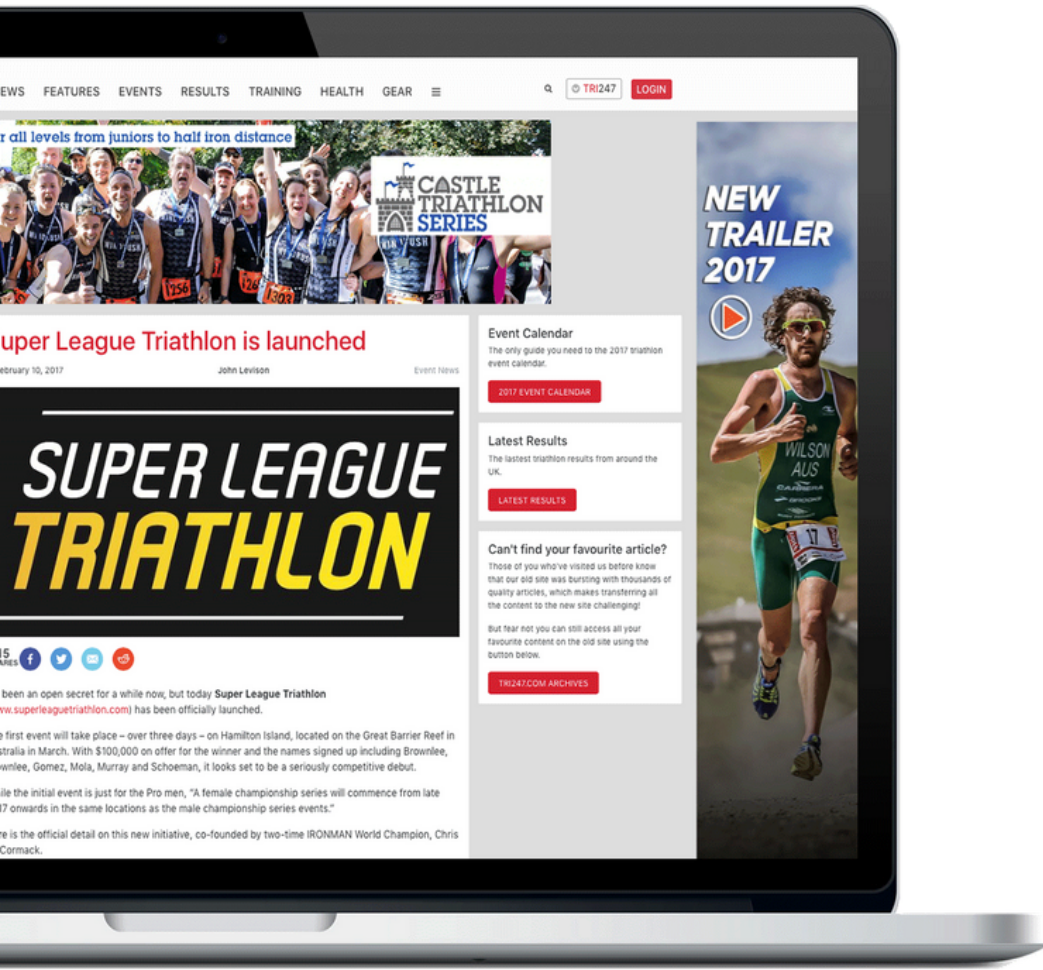 EWS FEATURES EVENTS RESULTS TRAINING HEALTH GEAR
TRI247 LOGIN
r all levels from juniors to half iron distance
CASTLE
TRIATHLON
SERIES
1256
126
1303
NEW
TRAILER
2017
WILSON
AUS
CARRERA
BROOKS
17
uper League Triathlon is launched
ebruary 10, 2017 John Levison Event News
SUPER LEAGUE
TRIATHLON
15
ARES
been an open secret for a while now, but today Super League Triathlon
ww.superleaguetriathlon.com) has been officially launched.
e first event will take place – over three days – on Hamilton Island, located on the Great Barrier Reef in
stralia in March. With $100,000 on offer for the winner and the names signed up including Brownlee,
ownlee, Gomez, Mola, Murray and Schoeman, it looks set to be a seriously competitive debut.
ile the initial event is just for the Pro men, "A female championship series will commence from late
17 onwards in the same locations as the male championship series events."
re is the official detail on this new initiative, co-founded by two-time IRONMAN World Champion, Chris
Cormack.
Event Calendar
The only guide you need to the 2017 triathlon
event calendar.
2017 EVENT CALENDAR
Latest Results
The lastest triathlon results from around the
UK.
LATEST RESULTS
Can't find your favourite article?
Those of you who've visited us before know
that our old site was bursting with thousands of
quality articles, which makes transferring all
the content to the new site challenging!
But fear not you can still access all your
favourite content on the old site using the
button below.
TRI247.COM ARCHIVES